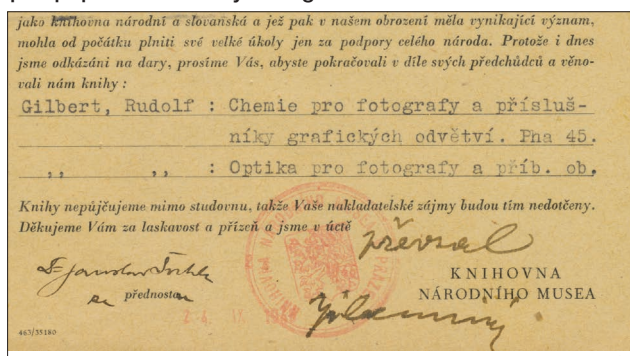 jako knihovna národní a slovanská a jež pak v našem obrození měla vynikající význam,
mohla od počátku plniti své velké úkoly jen za podpory celého národa. Protože i dnes
jsme odkázáni na dary, prosíme Vás, abyste pokračovali v díle svých předchůdců a věno-
vali nám knihy :
Gilbert, Rudolf : Chemie pro fotografy a přísluš-
níky grafických odvětví. Pha 45.
,, ,, : Optika pro fotografy a příb. ob.
Knihy nepůjčujeme mimo studovnu, takže Vaše nakladatelské zájmy budou tím nedotčeny.
Děkujeme Vám za laskavost a přízeň a jsme v úctě
převzal
KNIHOVNA
přednosta
NÁRODNÍHO MUSEA
463/35180